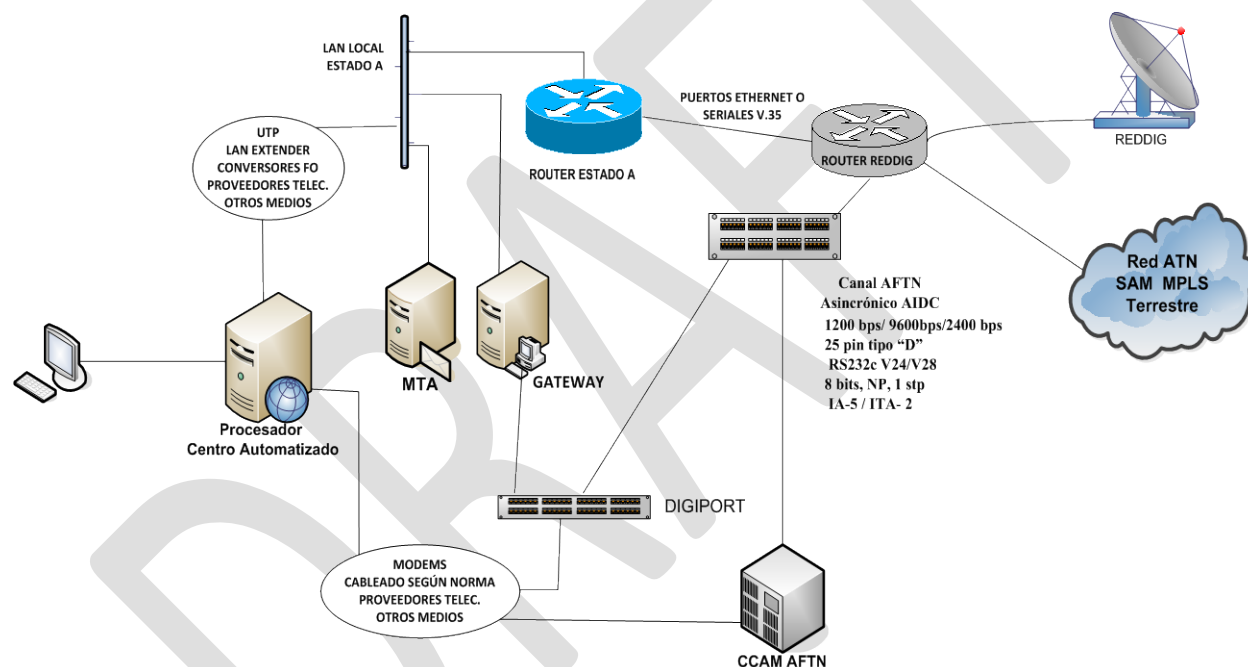 LAN LOCAL
ESTADO A
PUERTOS ETHERNET O
SERIALES V.35
REDDIG
UTP
LAN EXTENDER
CONVERSORES FO
PROVEEDORES TELEC.
OTROS MEDIOS
ROUTER ESTADO A
ROUTER REDDIG
Red ATN
SAM MPLS
Terrestre
Canal AFTN
Asincrónico AIDC
1200 bps/ 9600bps/2400 bps
25 pin tipo “D”
RS232c V24/V28
8 bits, NP, 1 stp
IA-5 / ITA- 2
MTA
GATEWAY
Procesador
Centro Automatizado
DIGIPORT
MODEMS
CABLEADO SEGÚN NORMA
PROVEEDORES TELEC.
OTROS MEDIOS
CCAM AFTN
DRAFT